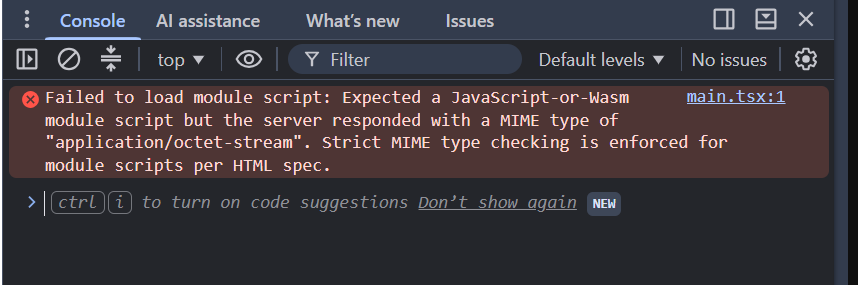 Console AI assistance What's new Issues
top Filter Default levels No issues
Failed to load module script: Expected a JavaScript-or-Wasm main.tsx:1
module script but the server responded with a MIME type of
"application/octet-stream". Strict MIME type checking is enforced for
module scripts per HTML spec.
ctrl i to turn on code suggestions Don't show again NEW